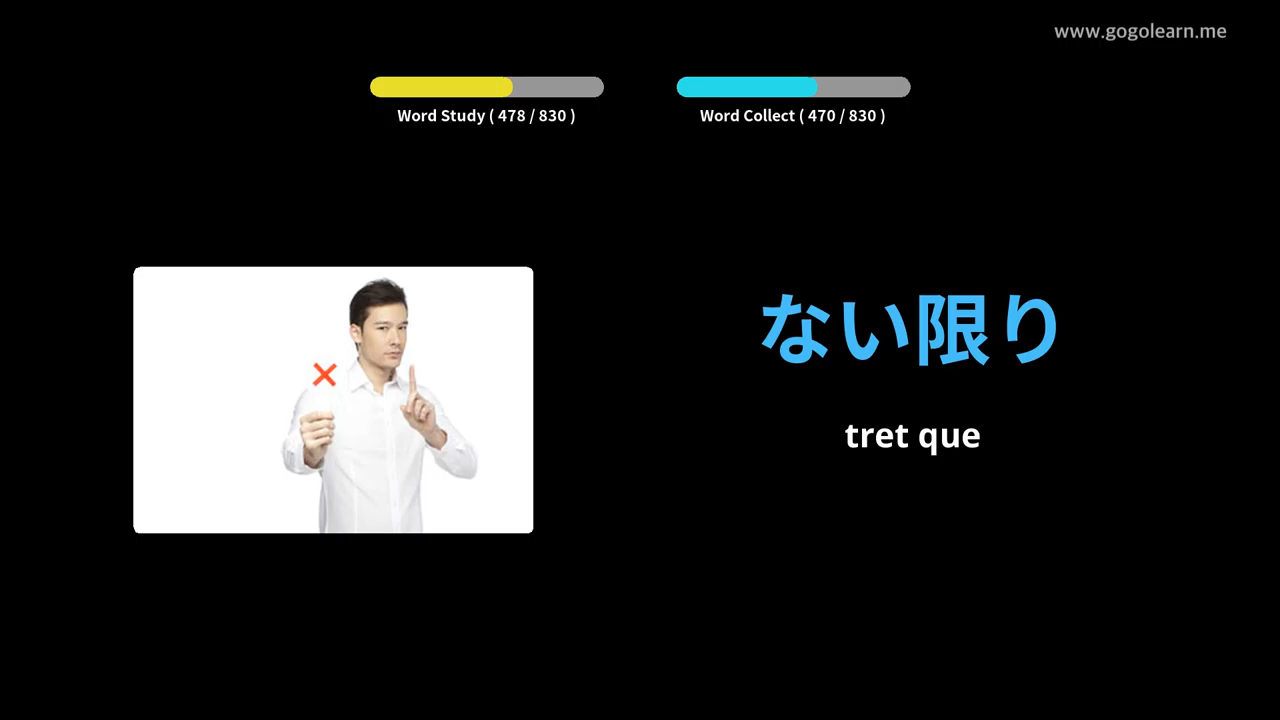 www.gogolearn.me
Word Study ( 478 / 830 )
Word Collect ( 470 / 830 )
ない限り
tret que